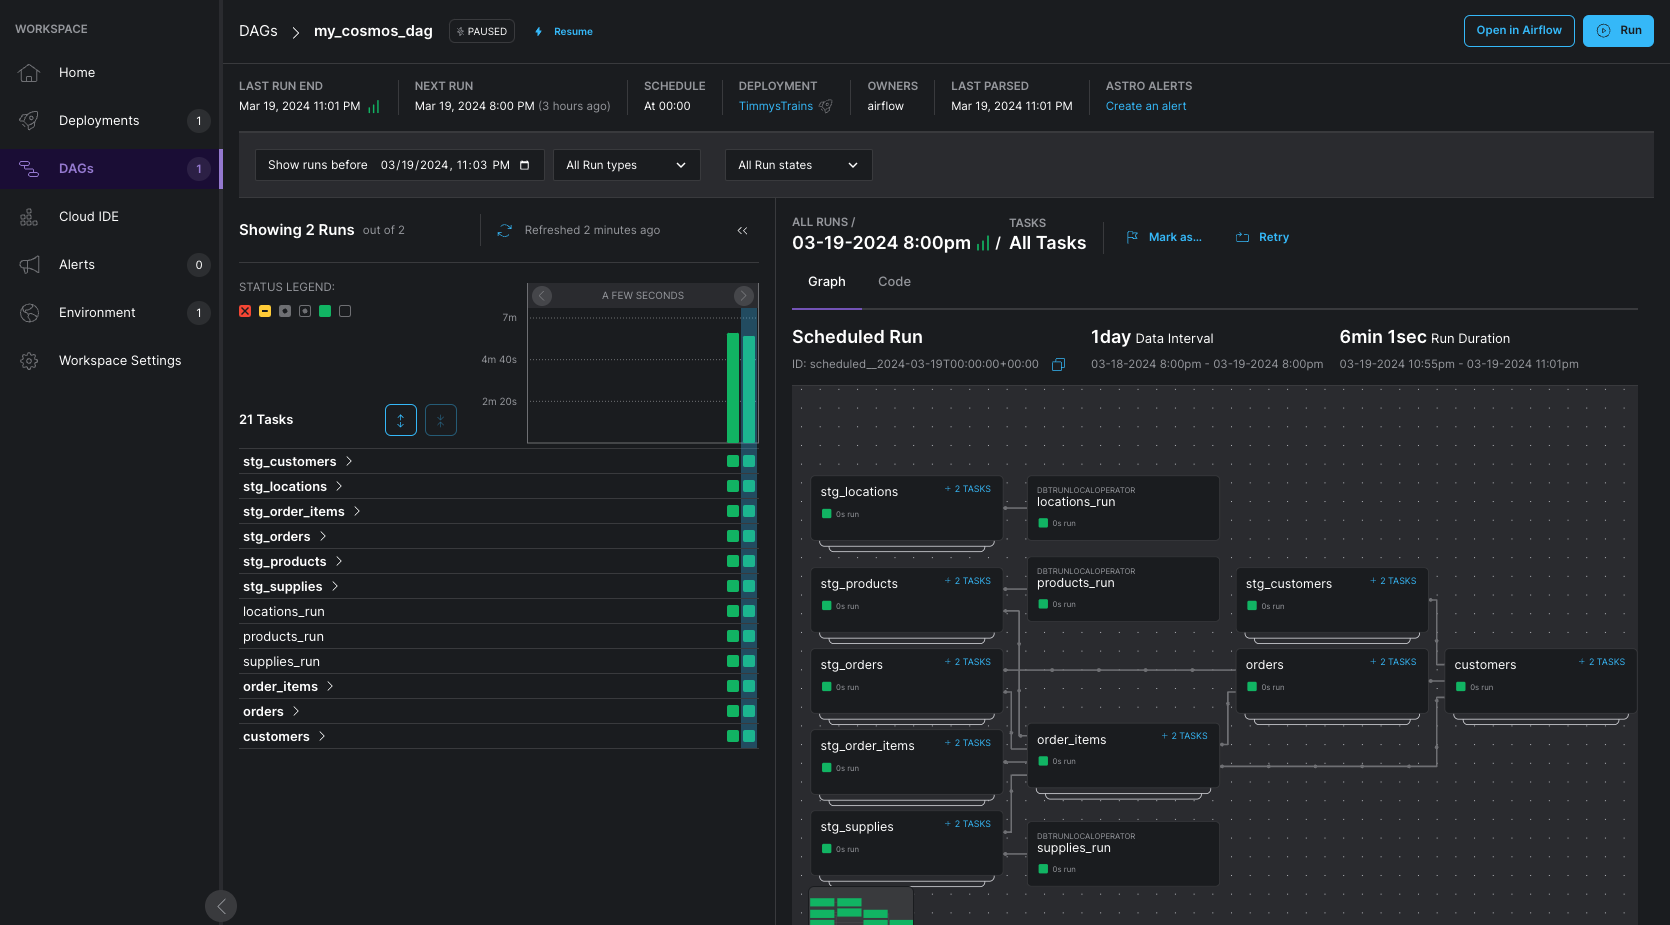 WORKSPACE
Home
Deployments 1
DAGs 1
Cloud IDE
Alerts 0
Environment 1
Workspace Settings
DAGs my_cosmos_dag PAUSED Resume
Open in Airflow Run
LAST RUN END
Mar 19, 2024 11:01 PM
NEXT RUN
Mar 19, 2024 8:00 PM (3 hours ago)
SCHEDULE
At 00:00
DEPLOYMENT
TimmysTrains
OWNERS
airflow
LAST PARSED
Mar 19, 2024 11:01 PM
ASTRO ALERTS
Create an alert
Show runs before 03/19/2024, 11:03 PM
All Run types
All Run states
Showing 2 Runs out of 2
Refreshed 2 minutes ago
STATUS LEGEND:
A FEW SECONDS
7m
4m 40s
2m 20s
21 Tasks
stg_customers
stg_locations
stg_order_items
stg_orders
stg_products
stg_supplies
locations_run
products_run
supplies_run
order_items
orders
customers
ALL RUNS /
03-19-2024 8:00pm /
TASKS
All Tasks
Mark as...
Retry
Graph
Code
Scheduled Run
ID: scheduled__2024-03-19T00:00:00+00:00
1day Data Interval
03-18-2024 8:00pm - 03-19-2024 8:00pm
6min 1sec Run Duration
03-19-2024 10:55pm - 03-19-2024 11:01pm
stg_locations + 2 TASKS
0s run
DBTRUNLOCALOPERATOR
locations_run
0s run
stg_products + 2 TASKS
0s run
DBTRUNLOCALOPERATOR
products_run
0s run
stg_customers + 2 TASKS
0s run
stg_orders + 2 TASKS
0s run
orders + 2 TASKS
0s run
customers + 2 TASKS
0s run
stg_order_items + 2 TASKS
0s run
order_items + 2 TASKS
0s run
stg_supplies + 2 TASKS
0s run
DBTRUNLOCALOPERATOR
supplies_run
0s run